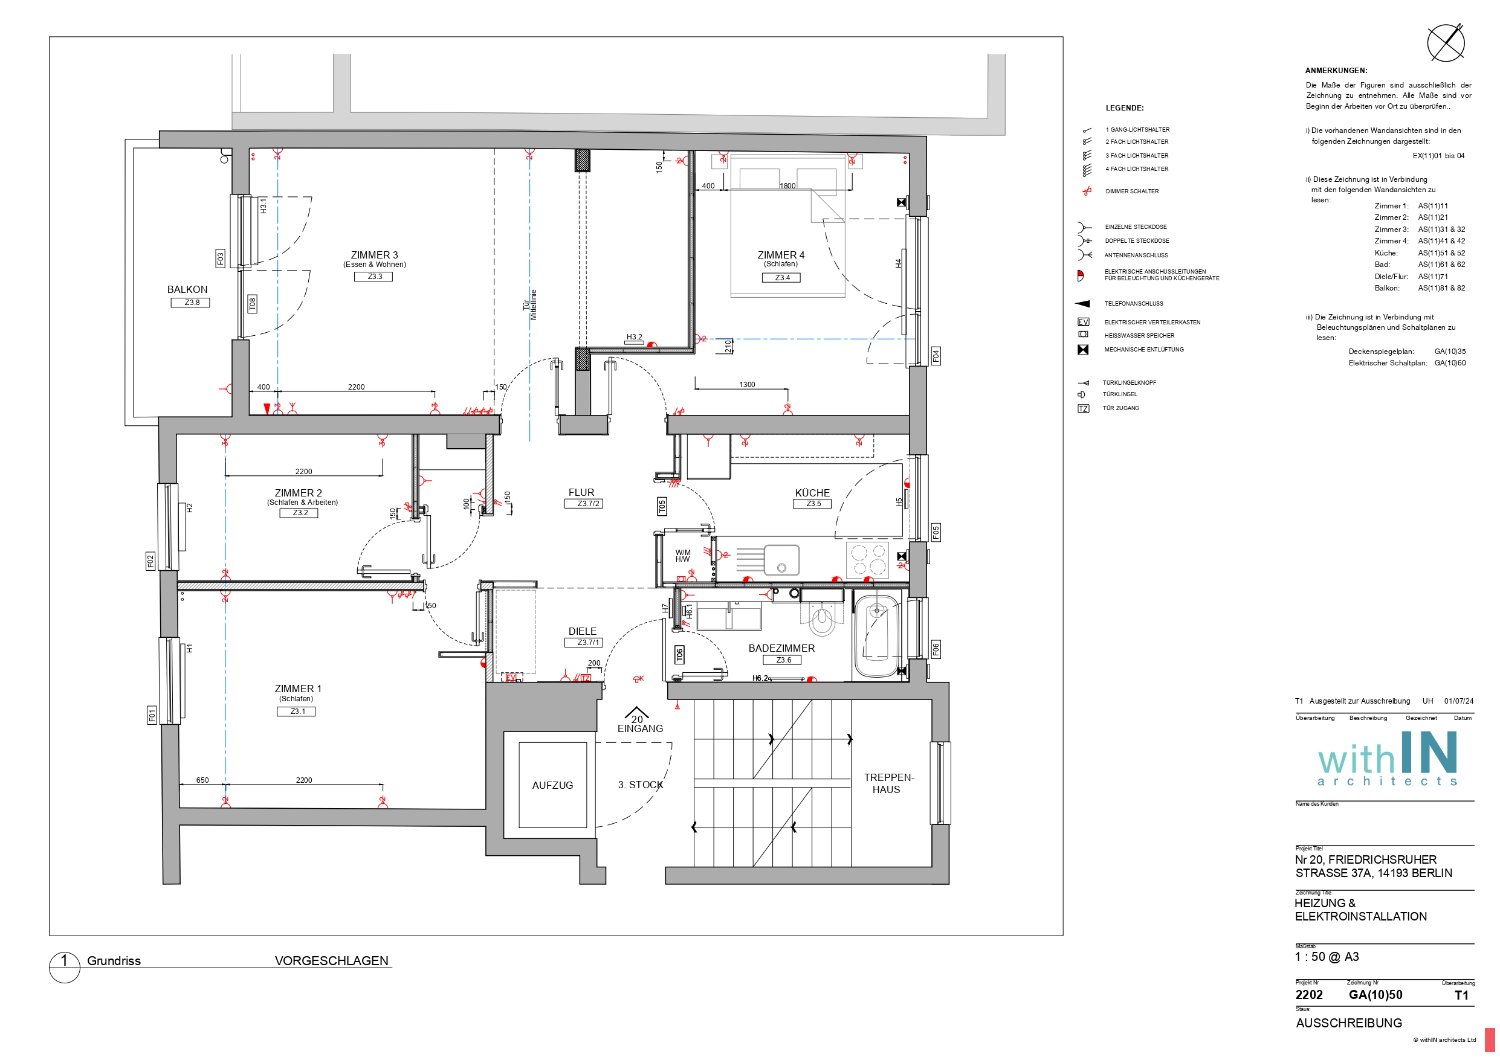 ANMERKUNGEN:
Die Maße der Figuren sind ausschließlich der
Zeichnung zu entnehmen. Alle Maße sind vor
Beginn der Arbeiten vor Ort zu überprüfen..
i) Die vorhandenen Wandansichten sind in den
folgenden Zeichnungen dargestellt:
EX(11)01 bis 04
ii) Diese Zeichnung ist in Verbindung
mit den folgenden Wandansichten zu
lesen:
Zimmer 1: AS(11)11
Zimmer 2: AS(11)21
Zimmer 3: AS(11)31 & 32
Zimmer 4: AS(11)41 & 42
Küche: AS(11)51 & 52
Bad: AS(11)61 & 62
Diele/Flur: AS(11)71
Balkon: AS(11)81 & 82
iii) Die Zeichnung ist in Verbindung mit
Beleuchtungsplänen und Schaltplänen zu
lesen:
Deckenspiegelplan: GA(10)35
Elektrischer Schaltplan: GA(10)60
LEGENDE:
1 GANG-LICHTSHALTER
2 FACH LICHTSHALTER
3 FACH LICHTSHALTER
4 FACH LICHTSHALTER
DIMMER SCHALTER
EINZELNE STECKDOSE
DOPPELTE STECKDOSE
ANTENNENANSCHLUSS
ELEKTRISCHE ANSCHUSSLEITUNGEN
FÜR BELEUCHTUNG UND KÜCHENGERÄTE
TELEFONANSCHLUSS
EV ELEKTRISCHER VERTEILERKASTEN
HEISSWASSER SPEICHER
MECHANISCHE ENTLÜFTUNG
TÜRKLINGELKNOPF
TÜRKLINGEL
TZ TÜR ZUGANG
BALKON
Z3.8
F03
T08
H3.1
ZIMMER 3
(Essen & Wohnen)
Z3.3
Tür
Mittellinie
H3.2
150
400
2200
150
ZIMMER 4
(Schlafen)
Z3.4
400
1800
H4
F04
210
1300
ZIMMER 2
(Schlafen & Arbeiten)
Z3.2
2200
H2
F02
150
100
150
FLUR
Z3.7/2
T05
KÜCHE
Z3.5
H5
F05
W/M
H/W
ZIMMER 1
(Schlafen)
Z3.1
H1
F01
650
2200
DIELE
Z3.7/1
200
EV
TZ
H7
H6.1
T06
BADEZIMMER
Z3.6
H6.2
F06
20
EINGANG
AUFZUG
3. STOCK
TREPPEN-
HAUS
1 Grundriss VORGESCHLAGEN
T1 Ausgestellt zur Ausschreibung UH 01/07/24
Überarbeitung Beschreibung Gezeichnet Datum
withIN
architects
Name des Kunden
Projekt Titel
Nr 20, FRIEDRICHSRUHER
STRASSE 37A, 14193 BERLIN
Zeichnung Title
HEIZUNG &
ELEKTROINSTALLATION
Maßstab
1 : 50 @ A3
Projekt Nr Zeichnung Nr Überarbeitung
2202 GA(10)50 T1
Status
AUSSCHREIBUNG
© withIN architects Ltd